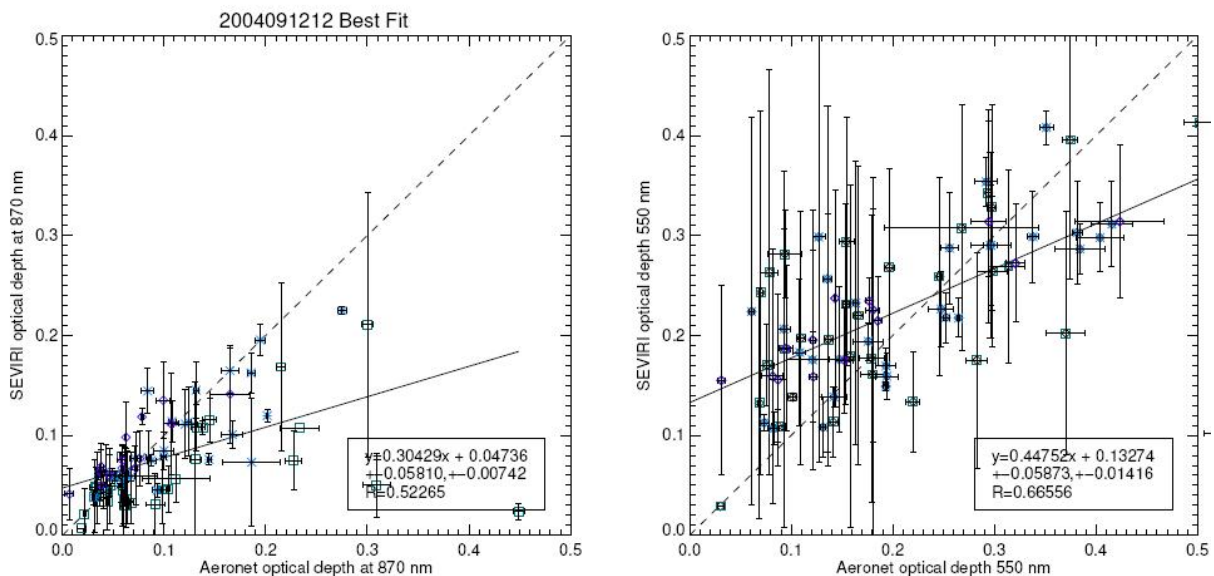 2004091212 Best Fit
0.5
0.4
0.3
0.2
0.1
0.0
SEVIRI optical depth at 870 nm
y=0.30429x + 0.04736
+-0.05810,+-0.00742
R=0.52265
0.0 0.1 0.2 0.3 0.4 0.5
Aeronet optical depth at 870 nm
0.5
0.4
0.3
0.2
0.1
0.0
SEVIRI optical depth 550 nm
y=0.44752x + 0.13274
+-0.05873,+-0.01416
R=0.66556
0.0 0.1 0.2 0.3 0.4 0.5
Aeronet optical depth 550 nm